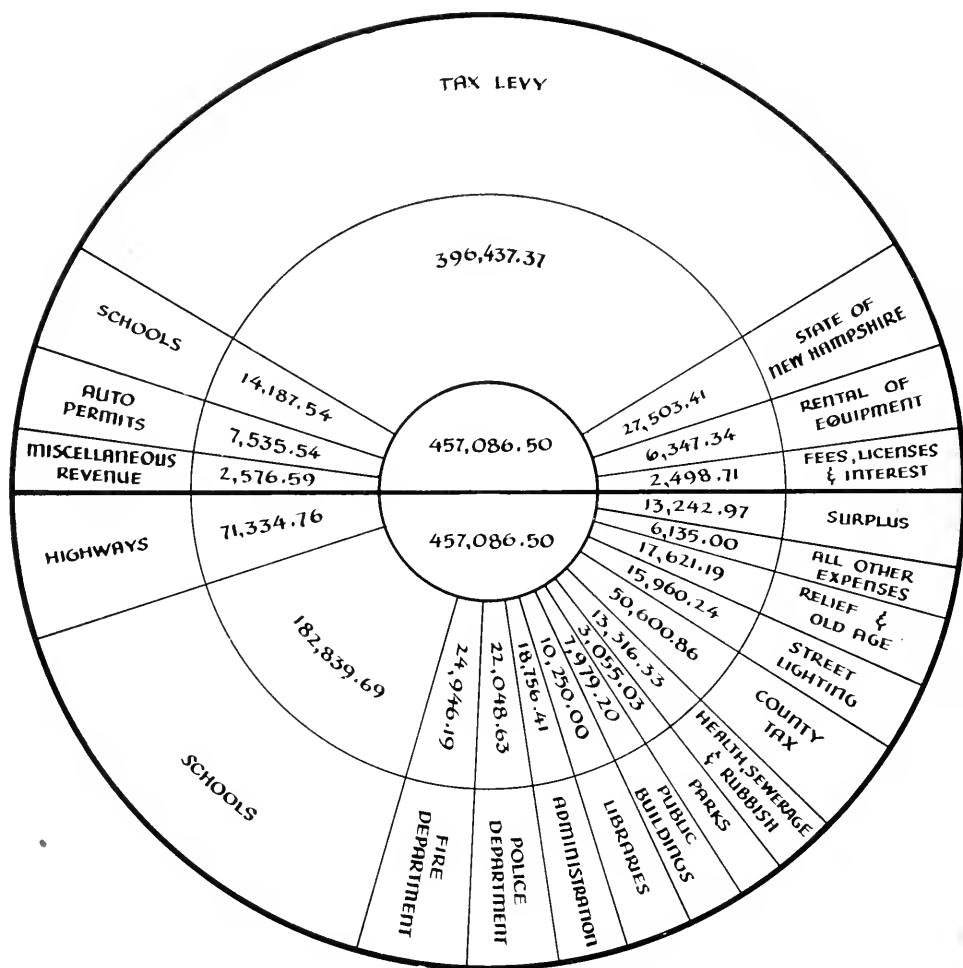 TAX LEVY
396,437.37
SCHOOLS
14,187.54
AUTO
PERMITS
7,535.54
MISCELLANEOUS
REVENUE
2,576.59
STATE OF
NEW HAMPSHIRE
27,503.41
RENTAL OF
EQUIPMENT
6,347.34
FEES, LICENSES
& INTEREST
2,498.71
457,086.50
457,086.50
HIGHWAYS
71,334.76
SCHOOLS
182,839.69
FIRE
DEPARTMENT
24,946.19
POLICE
DEPARTMENT
22,048.63
ADMINISTRATION
18,756.41
LIBRARIES
10,250.00
PUBLIC
BUILDINGS
7,979.20
PARKS
3,055.03
HEALTH, SEWERAGE
& RUBBISH
13,316.33
COUNTY
TAX
50,600.86
STREET
LIGHTING
15,960.24
RELIEF &
OLD AGE
17,621.19
ALL OTHER
EXPENSES
6,135.00
SURPLUS
13,242.97